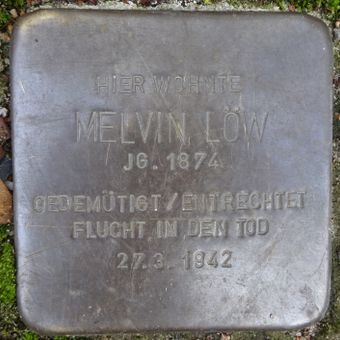 HIER WOHNTE
MELVIN LÖW
JG. 1874
GEDEMÜTIGT/ENTRECHTET
FLUCHT IN DEN TOD
27.3. 1942